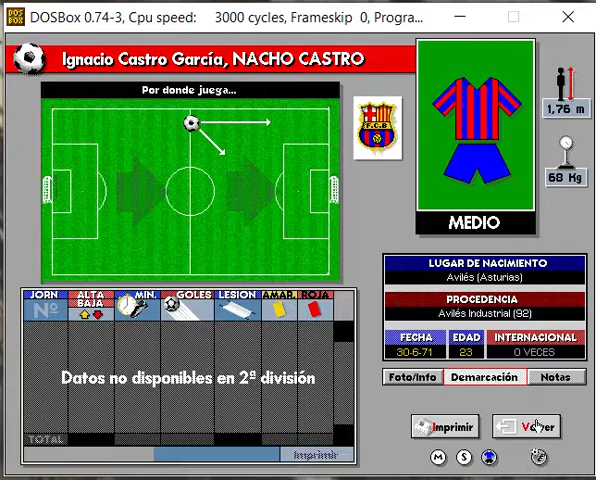 DOSBox 0.74-3, Cpu speed: 3000 cycles, Frameskip 0, Progra...
Ignacio Castro García, NACHO CASTRO
Por donde juega...
F.C.B
1,76 m
68 Kg
MEDIO
LUGAR DE NACIMIENTO
Avilés (Asturias)
PROCEDENCIA
Avilés Industrial (92)
FECHA EDAD INTERNACIONAL
30-6-71 23 0 VECES
Foto/Info Demarcación Notas
JORN ALTA BAJA MIN. GOLES LESION AMAR. ROJA
Nº
Datos no disponibles en 2ª división
TOTAL
Imprimir
Imprimir Volver
M S